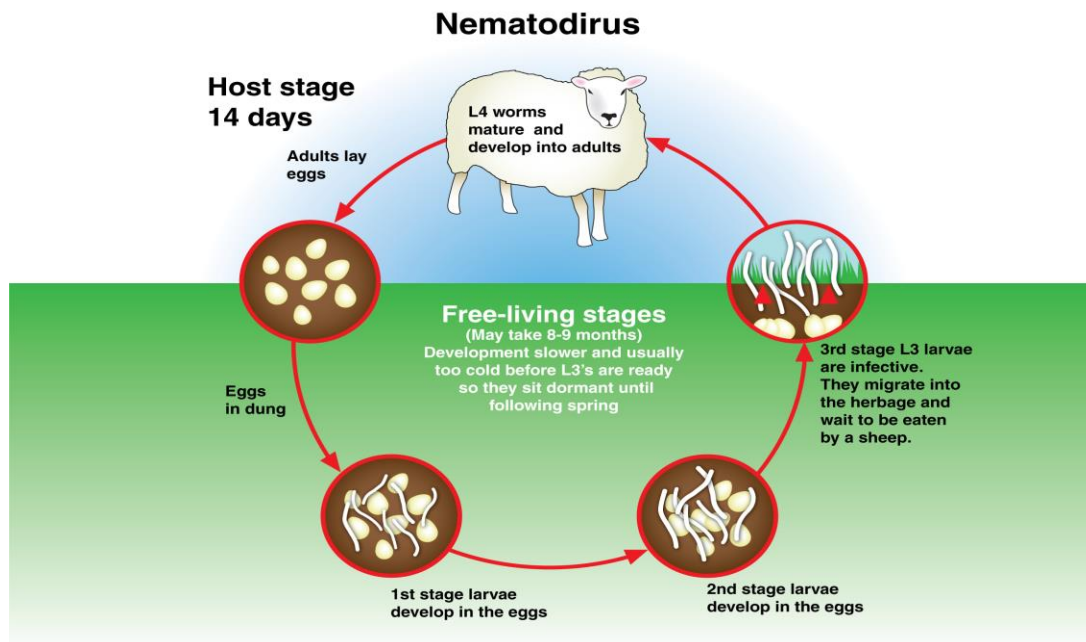 Nematodirus
Host stage
14 days
L4 worms
mature and
develop into adults
Adults lay
eggs
Free-living stages
(May take 8-9 months)
Development slower and usually
too cold before L3's are ready
so they sit dormant until
following spring
3rd stage L3 larvae
are infective.
They migrate into
the herbage and
wait to be eaten
by a sheep.
Eggs
in dung
1st stage larvae
develop in the eggs
2nd stage larvae
develop in the eggs